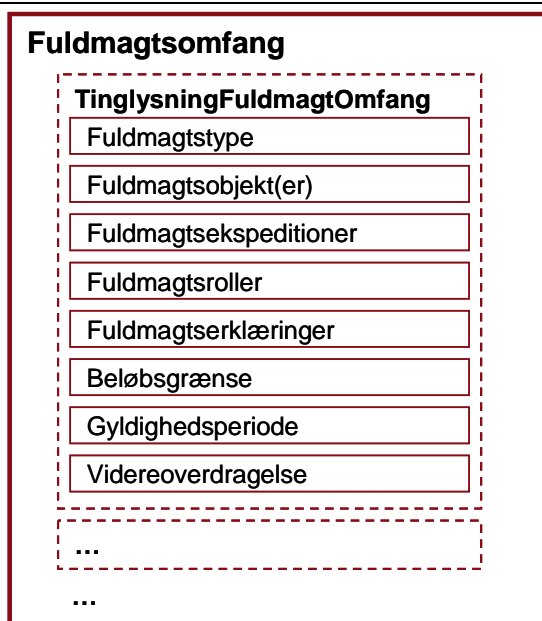 Fuldmagtsomfang
TinglysningFuldmagtOmfang
Fuldmagtstype
Fuldmagtsobjekt(er)
Fuldmagtsekspeditioner
Fuldmagtsroller
Fuldmagtserklæringer
Beløbsgrænse
Gyldighedsperiode
Videreoverdragelse
...
...